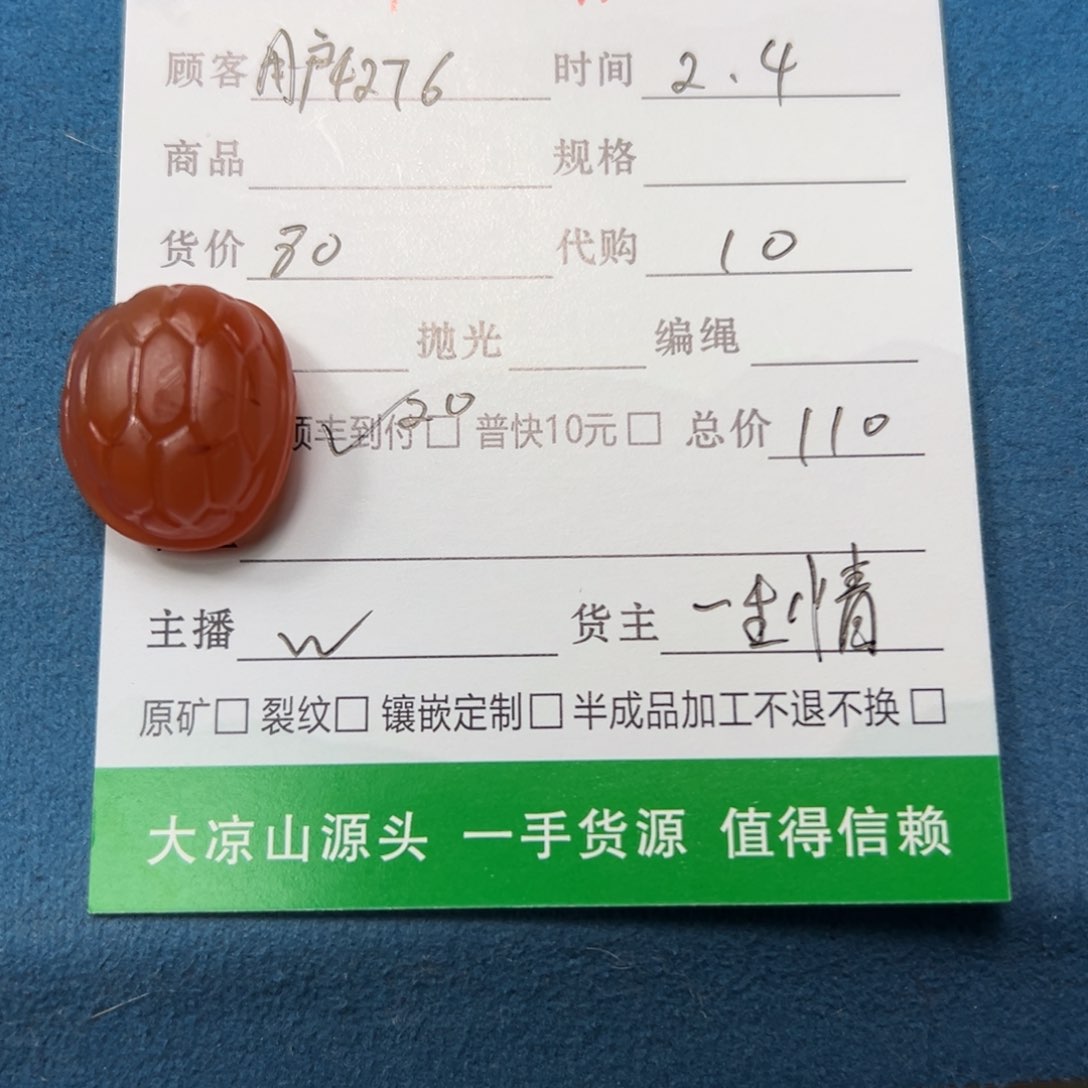 顾客 用户4276 时间 2.4
商品 规格
货价 80 代购 10
抛光 编绳
顺丰到付□ 20 普快10元□ 总价 110
主播 W 货主 一生情
原矿□ 裂纹□ 镶嵌定制□ 半成品加工不退不换□
大凉山源头 一手货源 值得信赖